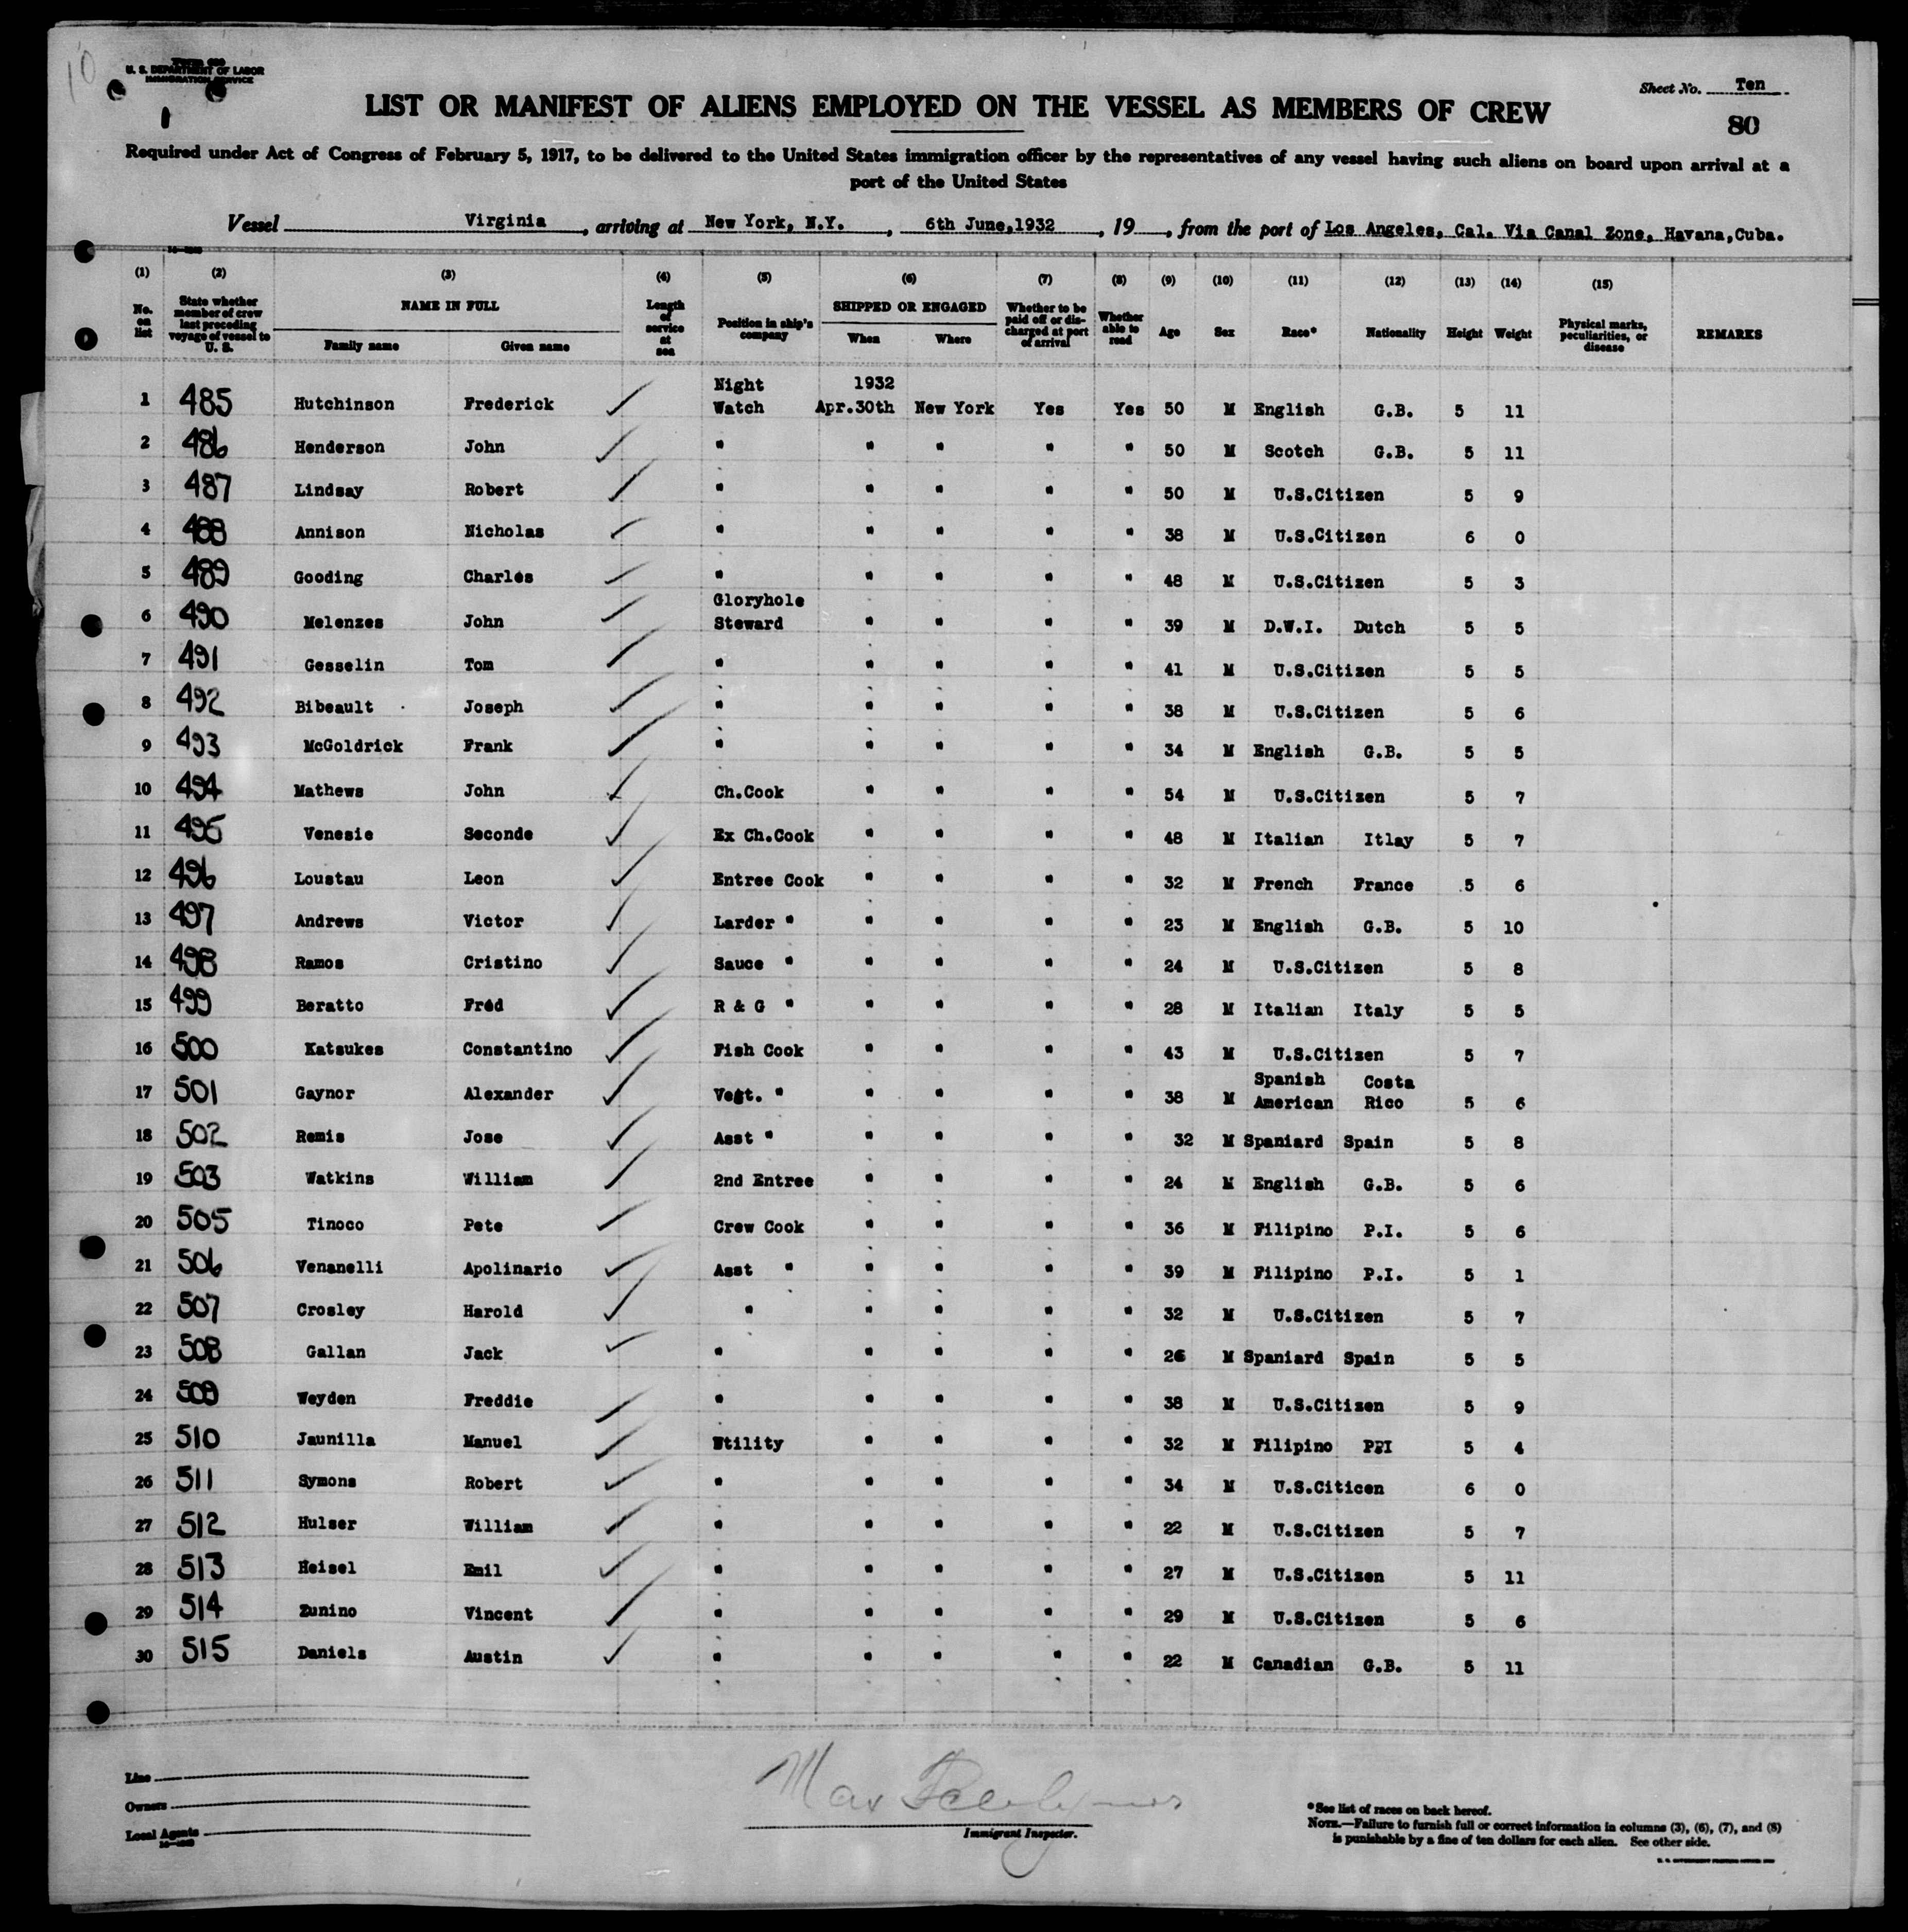 10
Form 689
U. S. DEPARTMENT OF LABOR
IMMIGRATION SERVICE
Sheet No. Ten
80
LIST OR MANIFEST OF ALIENS EMPLOYED ON THE VESSEL AS MEMBERS OF CREW
Required under Act of Congress of February 5, 1917, to be delivered to the United States immigration officer by the representatives of any vessel having such aliens on board upon arrival at a
port of the United States
Vessel Virginia, arriving at New York, N.Y., 6th June,1932, 19, from the port of Los Angeles, Cal. Via Canal Zone, Havana,Cuba.
(1) (2) (3) (4) (5) (6) (7) (8) (9) (10) (11) (12) (13) (14) (15)
No. on list State whether member of crew last preceding voyage of vessel to U. S. NAME IN FULL Family name Given name Length of service at sea Position in ship's company SHIPPED OR ENGAGED When Where Whether to be paid off or discharged at port of arrival Whether able to read Age Sex Race* Nationality Height Weight Physical marks, peculiarities, or disease REMARKS
Night 1932
1 485 Hutchinson Frederick Watch Apr.30th New York Yes Yes 50 M English G.B. 5 11
2 486 Henderson John " " " " " 50 M Scotch G.B. 5 11
3 487 Lindsay Robert " " " " " 50 M U.S.Citizen 5 9
4 488 Annison Nicholas " " " " " 38 M U.S.Citizen 6 0
5 489 Gooding Charles " " " " " 48 M U.S.Citizen 5 3
Gloryhole
6 490 Melenzes John Steward " " " " 39 M D.W.I. Dutch 5 5
7 491 Gesselin Tom " " " " " 41 M U.S.Citizen 5 5
8 492 Bibeault Joseph " " " " " 38 M U.S.Citizen 5 6
9 493 McGoldrick Frank " " " " " 34 M English G.B. 5 5
10 494 Mathews John Ch.Cook " " " " 54 M U.S.Citizen 5 7
11 495 Venesie Seconde Ex Ch.Cook " " " " 48 M Italian Itlay 5 7
12 496 Loustau Leon Entree Cook " " " " 32 M French France 5 6
13 497 Andrews Victor Larder " " " " " 23 M English G.B. 5 10
14 498 Ramos Cristino Sauce " " " " " 24 M U.S.Citizen 5 8
15 499 Beratto Fred R & G " " " " " 28 M Italian Italy 5 5
16 500 Katsukes Constantino Fish Cook " " " " 43 M U.S.Citizen 5 7
Spanish Costa
17 501 Gaynor Alexander Vegt. " " " " " 38 M American Rico 5 6
18 502 Remis Jose Asst " " " " " 32 M Spaniard Spain 5 8
19 503 Watkins William 2nd Entree " " " " 24 M English G.B. 5 6
20 505 Tinoco Pete Crew Cook " " " " 36 M Filipino P.I. 5 6
21 506 Venanelli Apolinario Asst " " " " " 39 M Filipino P.I. 5 1
22 507 Crosley Harold " " " " " 32 M U.S.Citizen 5 7
23 508 Gallan Jack " " " " " 26 M Spaniard Spain 5 5
24 509 Weyden Freddie " " " " " 38 M U.S.Citizen 5 9
25 510 Jaunilla Manuel Utility " " " " 32 M Filipino PPI 5 4
26 511 Symons Robert " " " " " 34 M U.S.Citicen 6 0
27 512 Hulser William " " " " " 22 M U.S.Citizen 5 7
28 513 Heisel Emil " " " " " 27 M U.S.Citizen 5 11
29 514 Zunino Vincent " " " " " 29 M U.S.Citizen 5 6
30 515 Daniels Austin " " " " " 22 M Canadian G.B. 5 11
Line
Owners
Local Agents
Max
Immigrant Inspector.
*See list of races on back hereof.
NOTE.—Failure to furnish full or correct information in columns (3), (6), (7), and (8)
is punishable by a fine of ten dollars for each alien. See other side.